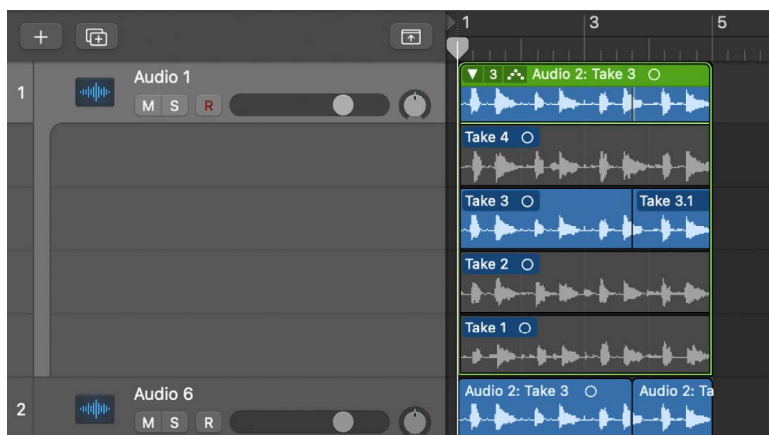 1 3 5
+
1 Audio 1
M S R
3 Audio 2: Take 3
Take 4
Take 3 Take 3.1
Take 2
Take 1
2 Audio 6
M S R
Audio 2: Take 3 Audio 2: Ta